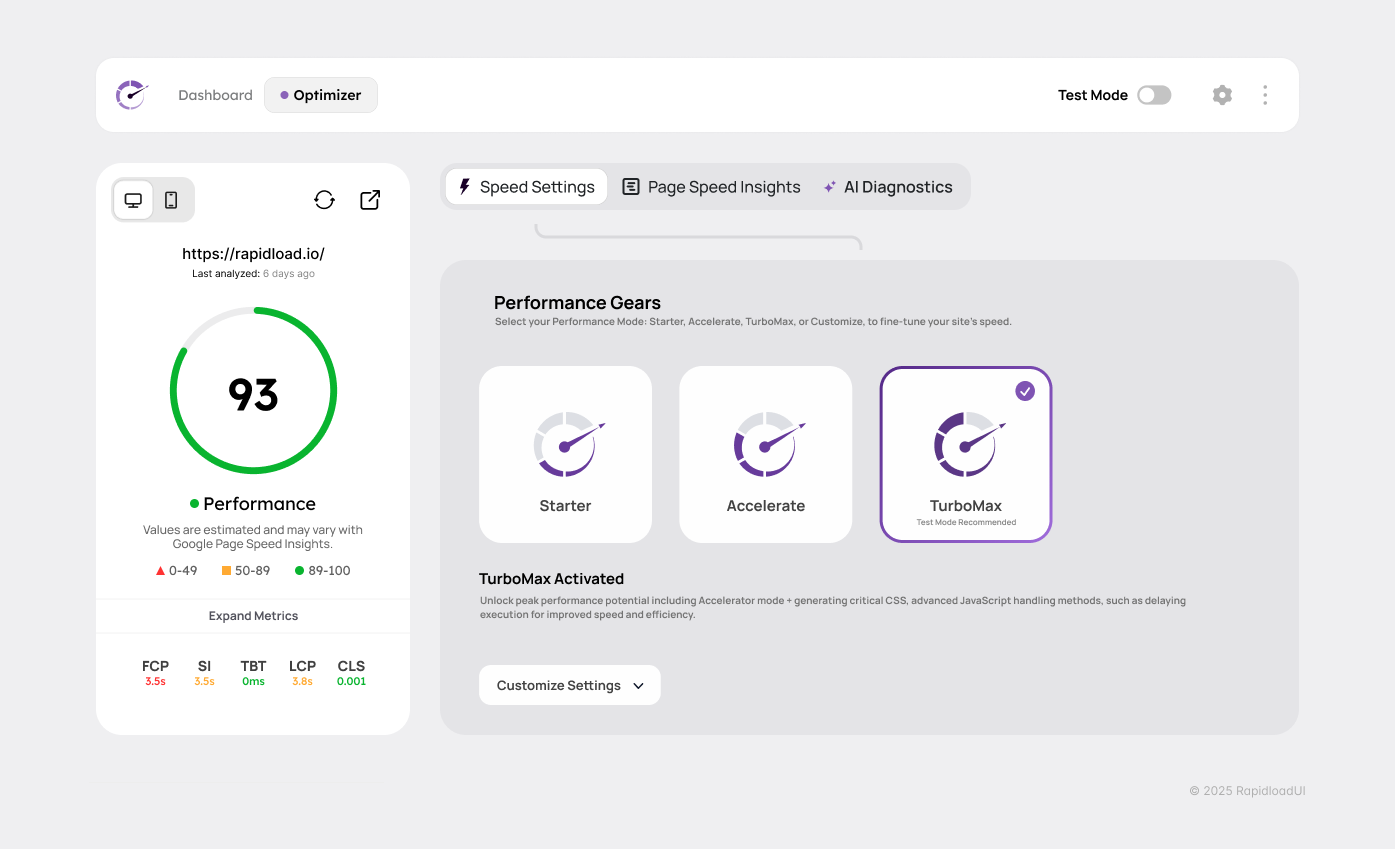 Dashboard
Optimizer
Test Mode
https://rapidload.io/
Last analyzed: 6 days ago
93
Performance
Values are estimated and may vary with
Google Page Speed Insights.
0-49
50-89
89-100
Expand Metrics
FCP SI TBT LCP CLS
3.5s 3.5s 0ms 3.8s 0.001
Speed Settings
Page Speed Insights
AI Diagnostics
Performance Gears
Select your Performance Mode: Starter, Accelerate, TurboMax, or Customize, to fine-tune your site's speed.
Starter
Accelerate
TurboMax
Test Mode Recommended
TurboMax Activated
Unlock peak performance potential including Accelerator mode + generating critical CSS, advanced JavaScript handling methods, such as delaying
execution for improved speed and efficiency.
Customize Settings
© 2025 RapidloadUI